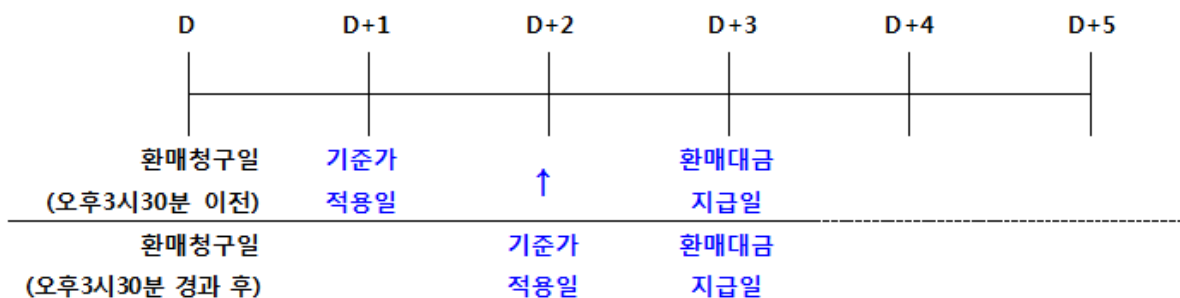 D D+1 D+2 D+3 D+4 D+5
환매청구일 기준가 환매대금
(오후3시30분 이전) 적용일 ↑ 지급일
환매청구일 기준가 환매대금
(오후3시30분 경과 후) 적용일 지급일